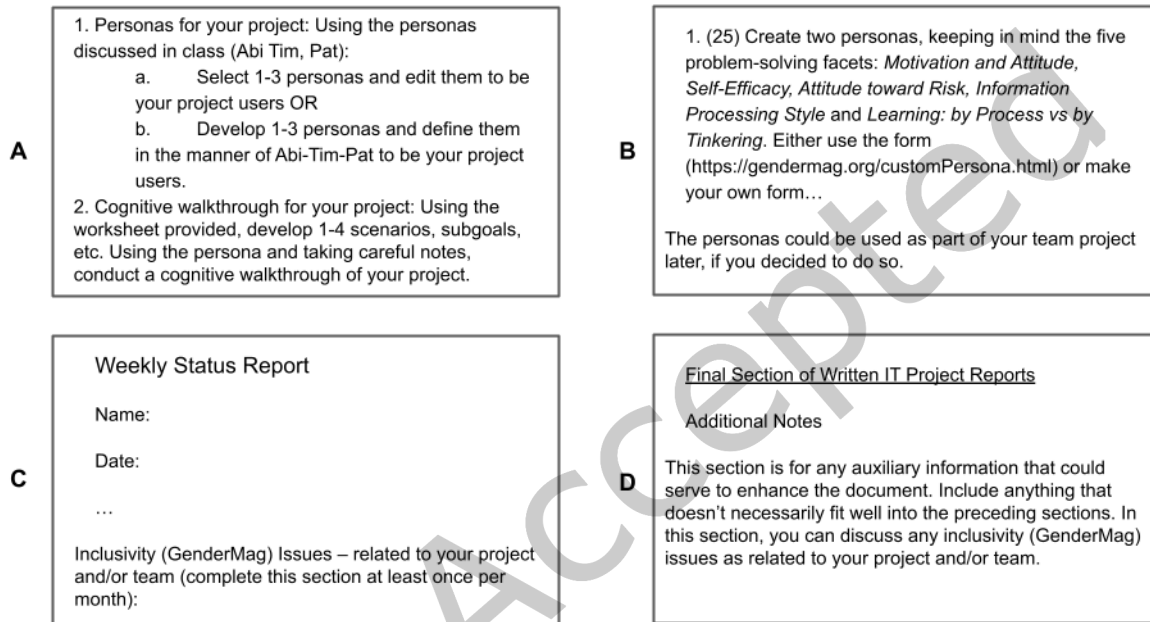 1. Personas for your project: Using the personas
discussed in class (Abi Tim, Pat):
a. Select 1-3 personas and edit them to be
your project users OR
b. Develop 1-3 personas and define them
in the manner of Abi-Tim-Pat to be your project
users.
2. Cognitive walkthrough for your project: Using the
worksheet provided, develop 1-4 scenarios, subgoals,
etc. Using the persona and taking careful notes,
conduct a cognitive walkthrough of your project.
A
1. (25) Create two personas, keeping in mind the five
problem-solving facets: Motivation and Attitude,
Self-Efficacy, Attitude toward Risk, Information
Processing Style and Learning: by Process vs by
Tinkering. Either use the form
(https://gendermag.org/customPersona.html) or make
your own form…
The personas could be used as part of your team project
later, if you decided to do so.
B
Weekly Status Report
Name:
Date:
…
Inclusivity (GenderMag) Issues – related to your project
and/or team (complete this section at least once per
month):
C
Final Section of Written IT Project Reports
Additional Notes
This section is for any auxiliary information that could
serve to enhance the document. Include anything that
doesn't necessarily fit well into the preceding sections. In
this section, you can discuss any inclusivity (GenderMag)
issues as related to your project and/or team.
D
Accepted